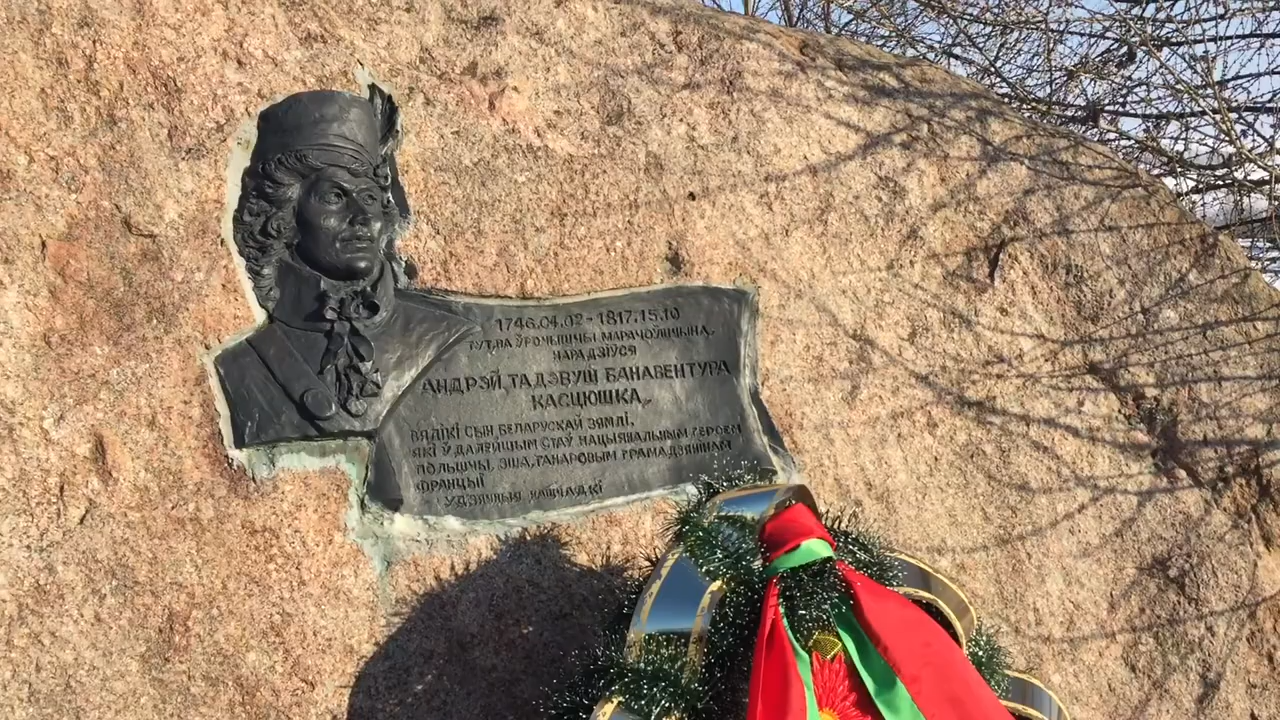 1746.04.02-1817.15.10
ТУТ, ВА ЎРОЧЫШЧЫ МАРАЧОЎШЧЫНА,
НАРАДЗІЎСЯ
АНДРЭЙ, ТАДЭВУШ БАНАВЕНТУРА
КАСЦЮШКА,
ВЯЛІКІ СЫН БЕЛАРУСКАЙ ЗЯМЛІ,
ЯКІ Ў ДАЛЕЙШЫМ СТАЎ НАЦЫЯНАЛЬНЫМ ГЕРОЕМ
ПОЛЬШЧЫ, ЗША, ГАНАРОВЫМ ГРАМАДЗЯНІНАМ
ФРАНЦЫІ
УДЗЯЧНЫЯ НАШЧАДКІ